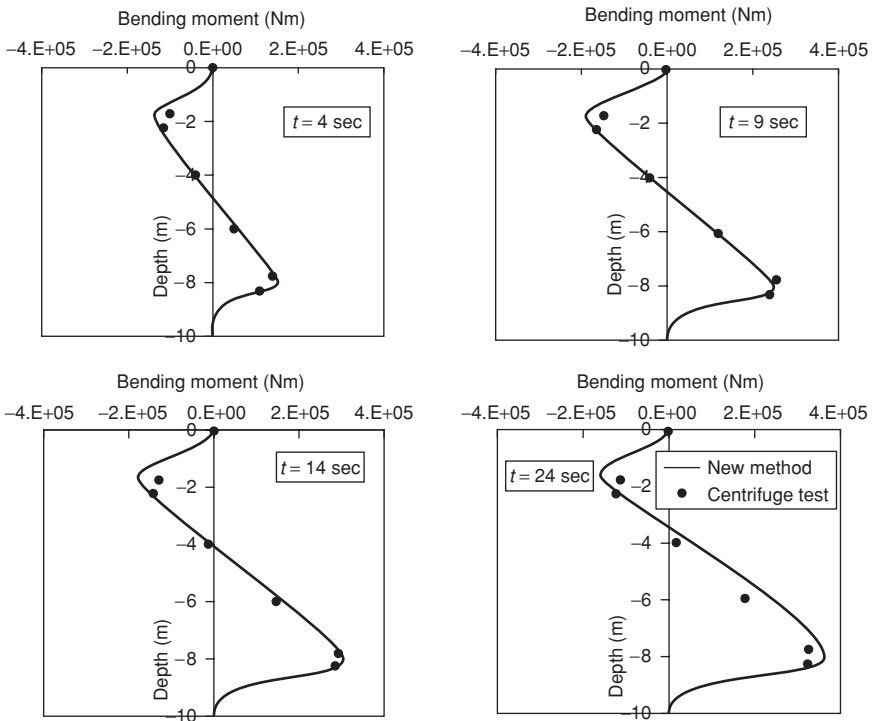 Bending moment (Nm)
−4.E+05 −2.E+05 0.E+000 2.E+05 4.E+05
0
−2
−4
−6
−8
−10
Depth (m)
t = 4 sec
Bending moment (Nm)
−4.E+05 −2.E+05 0.E+000 2.E+05 4.E+05
0
−2
−4
−6
−8
−10
Depth (m)
t = 9 sec
Bending moment (Nm)
−4.E+05 −2.E+05 0.E+000 2.E+05 4.E+05
0
−2
−4
−6
−8
−10
Depth (m)
t = 14 sec
Bending moment (Nm)
−4.E+05 −2.E+05 0.E+000 2.E+05 4.E+05
0
−2
−4
−6
−8
−10
Depth (m)
t = 24 sec
New method
Centrifuge test